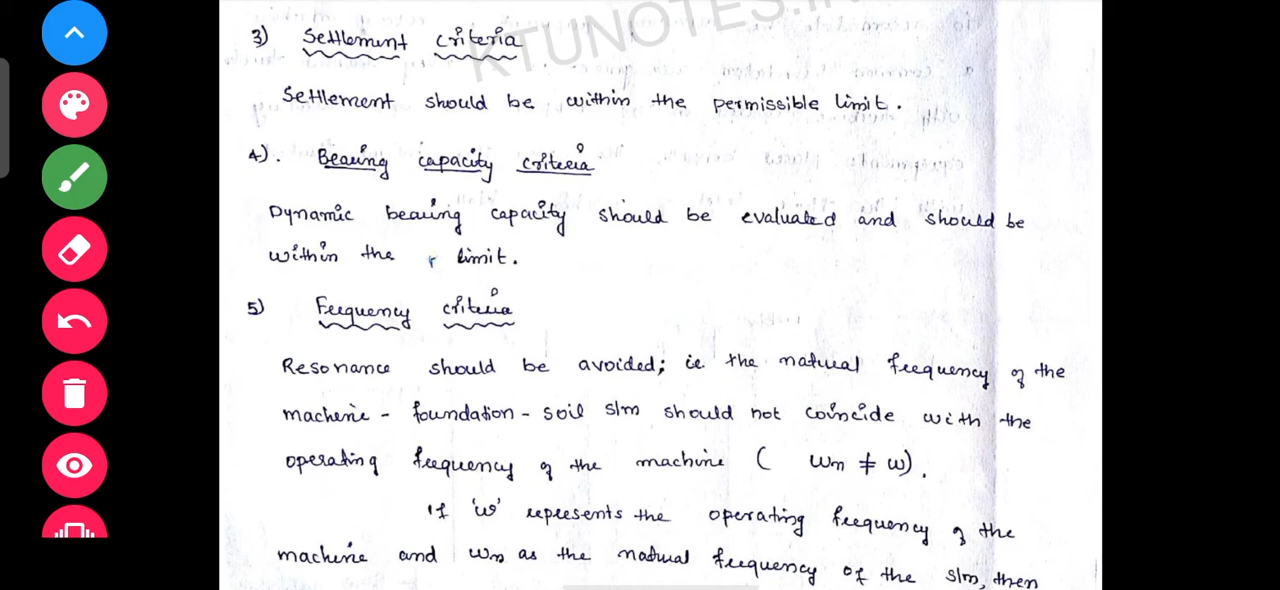 KTUNOTES.IN
3) Settlement criteria
Settlement should be within the permissible limit.
4). Bearing capacity criteria
Dynamic bearing capacity should be evaluated and should be
within the limit.
5) Frequency criteria
Resonance should be avoided; ie the natural frequency of the
machine - foundation - soil s/m should not coincide with the
operating frequency of the machine ( ωn ≠ ω).
If 'ω' represents the operating frequency of the
machine and ωn as the natural frequency of the s/m, then